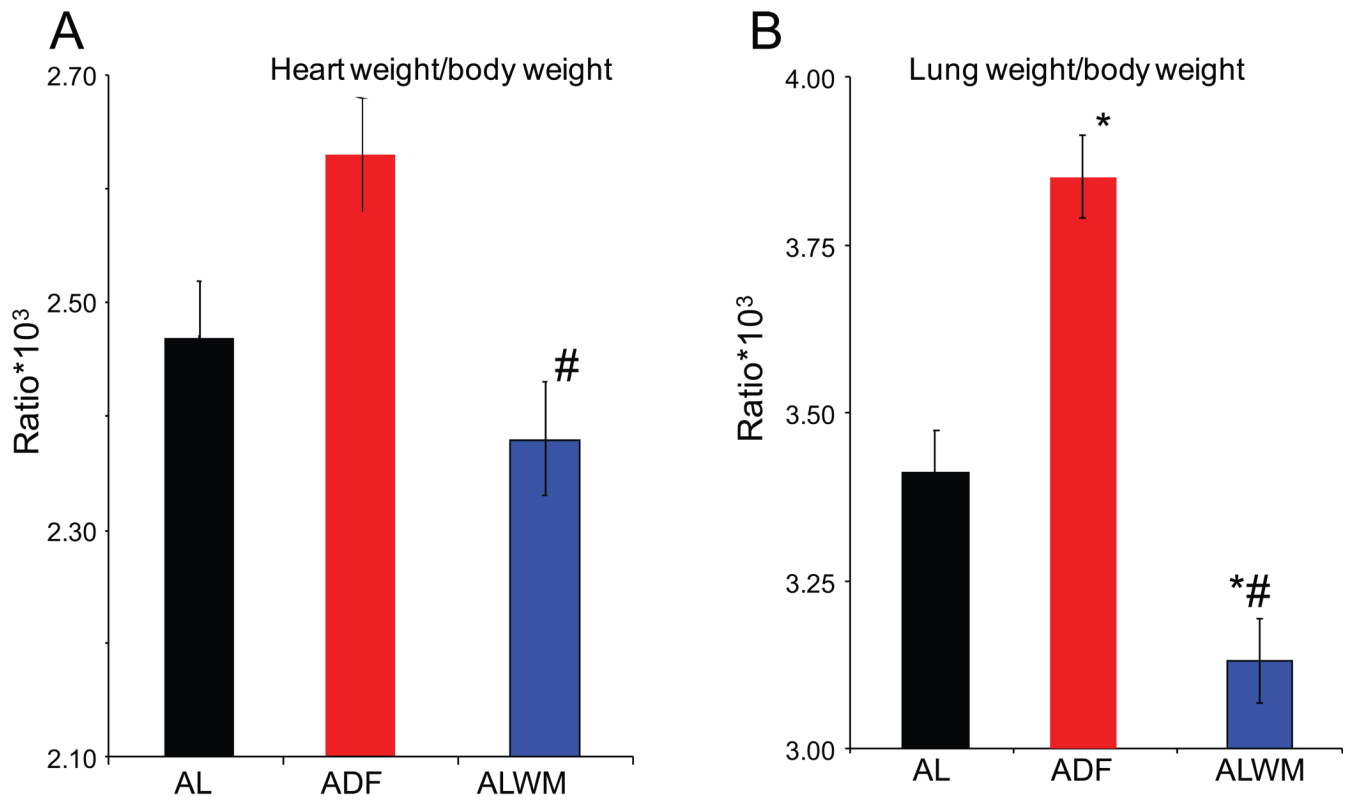 A
Heart weight/body weight
2.70
2.50
2.30
2.10
Ratio*10³
#
AL ADF ALWM
B
Lung weight/body weight
4.00
3.75
3.50
3.25
3.00
Ratio*10³
*
*#
AL ADF ALWM